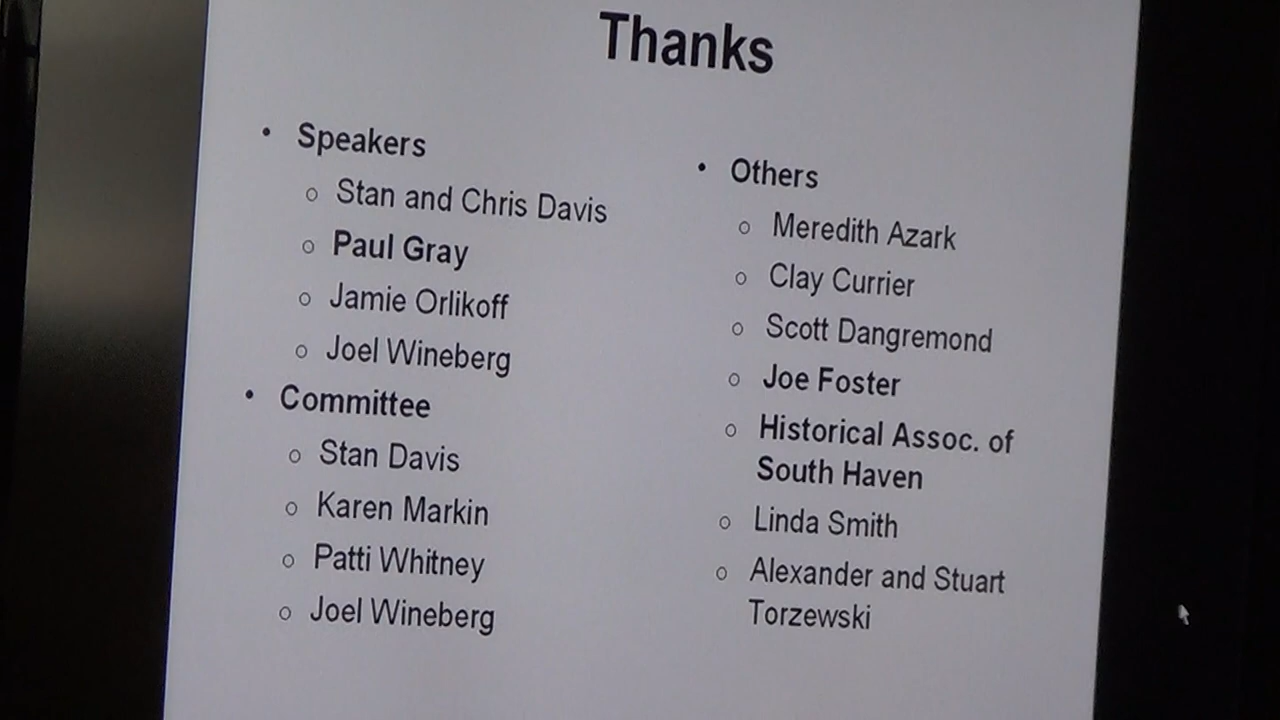 Thanks
• Speakers
o Stan and Chris Davis
o Paul Gray
o Jamie Orlikoff
o Joel Wineberg
• Committee
o Stan Davis
o Karen Markin
o Patti Whitney
o Joel Wineberg
• Others
o Meredith Azark
o Clay Currier
o Scott Dangremond
o Joe Foster
o Historical Assoc. of
South Haven
o Linda Smith
o Alexander and Stuart
Torzewski